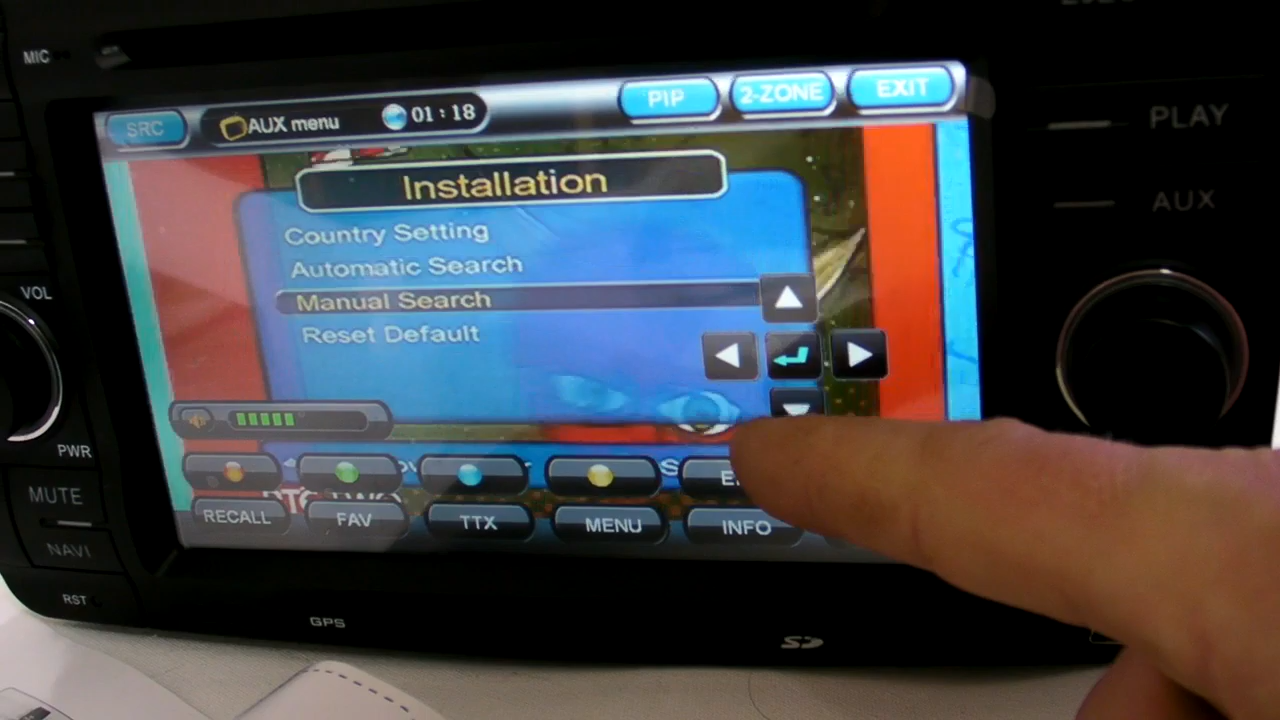 MIC
SRC
AUX menu
01:18
PIP
2-ZONE
EXIT
PLAY
AUX
Installation
Country Setting
Automatic Search
Manual Search
Reset Default
VOL
PWR
MUTE
NAVI
RST
RECALL
FAV
TTX
MENU
INFO
GPS
SD